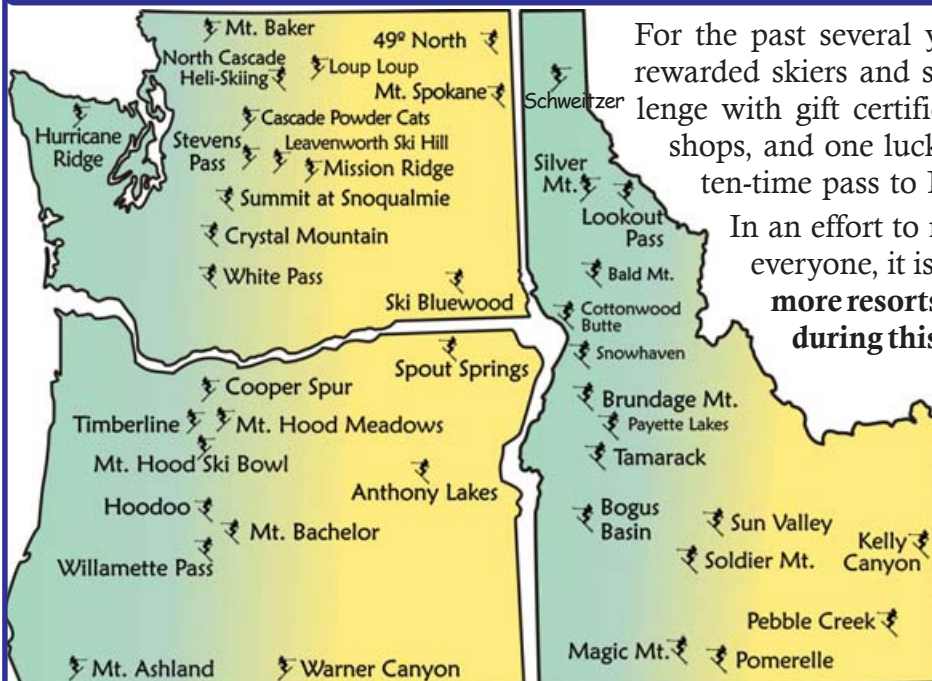 Mt. Baker
49º North
North Cascade
Heli-Skiing
Loup Loup
Mt. Spokane
Hurricane
Ridge
Cascade Powder Cats
Stevens
Pass
Leavenworth Ski Hill
Mission Ridge
Summit at Snoqualmie
Crystal Mountain
White Pass
Ski Bluewood
Cooper Spur
Spout Springs
Timberline
Mt. Hood Meadows
Mt. Hood Ski Bowl
Anthony Lakes
Hoodoo
Mt. Bachelor
Willamette Pass
Mt. Ashland
Warner Canyon
Schweitzer
Silver
Mt.
Lookout
Pass
Bald Mt.
Cottonwood
Butte
Snowhaven
Brundage Mt.
Payette Lakes
Tamarack
Bogus
Basin
Sun Valley
Soldier Mt.
Kelly
Canyon
Pebble Creek
Magic Mt.
Pomerelle
For the past several
rewarded skiers and
lenge with gift
shops, and one
ten-time pass to
In an effort to
everyone, it is
more resorts
during this